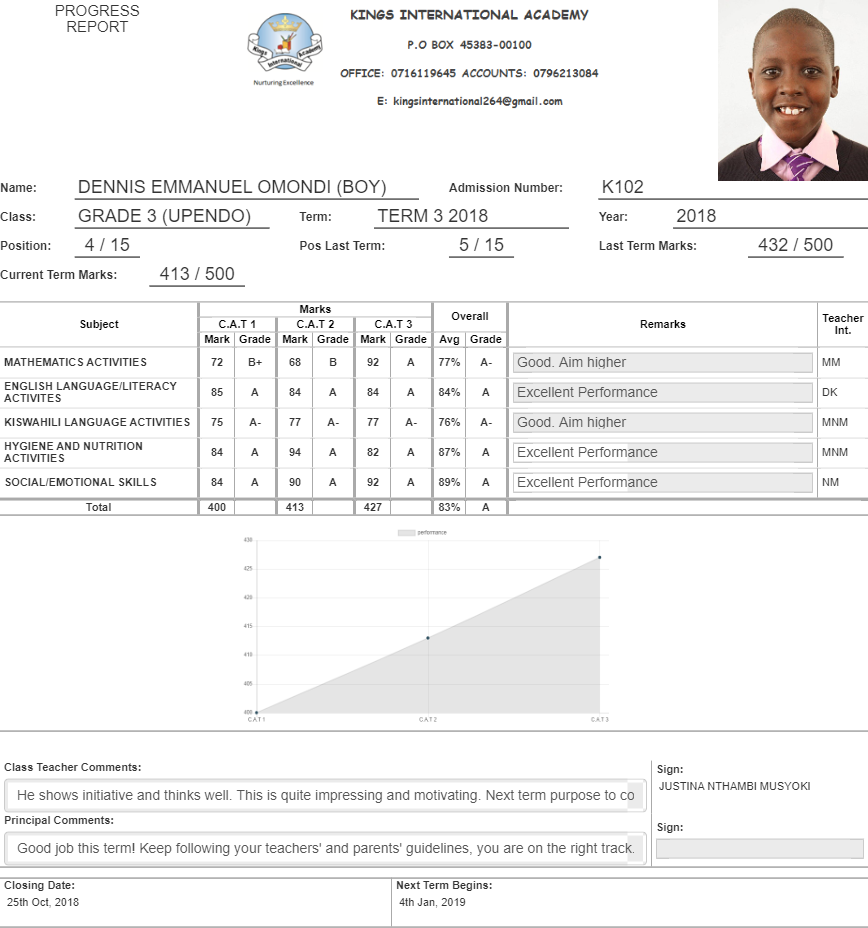 PROGRESS
REPORT
KINGS INTERNATIONAL ACADEMY
P.O BOX 45383-00100
OFFICE: 0716119645 ACCOUNTS: 0796213084
E: kingsinternational264@gmail.com
Kings Academy
International
Nurturing Excellence
Name: DENNIS EMMANUEL OMONDI (BOY) Admission Number: K102
Class: GRADE 3 (UPENDO) Term: TERM 3 2018 Year: 2018
Position: 4 / 15 Pos Last Term: 5 / 15 Last Term Marks: 432 / 500
Current Term Marks: 413 / 500
Subject Marks Overall Remarks Teacher Int.
C.A.T 1 C.A.T 2 C.A.T 3
Mark Grade Mark Grade Mark Grade Avg Grade
MATHEMATICS ACTIVITIES 72 B+ 68 B 92 A 77% A- Good. Aim higher MM
ENGLISH LANGUAGE/LITERACY ACTIVITES 85 A 84 A 84 A 84% A Excellent Performance DK
KISWAHILI LANGUAGE ACTIVITIES 75 A- 77 A- 77 A- 76% A- Good. Aim higher MNM
HYGIENE AND NUTRITION ACTIVITIES 84 A 94 A 82 A 87% A Excellent Performance MNM
SOCIAL/EMOTIONAL SKILLS 84 A 90 A 92 A 89% A Excellent Performance NM
Total 400 413 427 83% A
performance
430
425
420
415
410
405
400
CAT1 CAT2 CAT3
Class Teacher Comments:
He shows initiative and thinks well. This is quite impressing and motivating. Next term purpose to co
Sign:
JUSTINA NTHAMBI MUSYOKI
Principal Comments:
Good job this term! Keep following your teachers' and parents' guidelines, you are on the right track.
Sign:
Closing Date:
25th Oct, 2018
Next Term Begins:
4th Jan, 2019